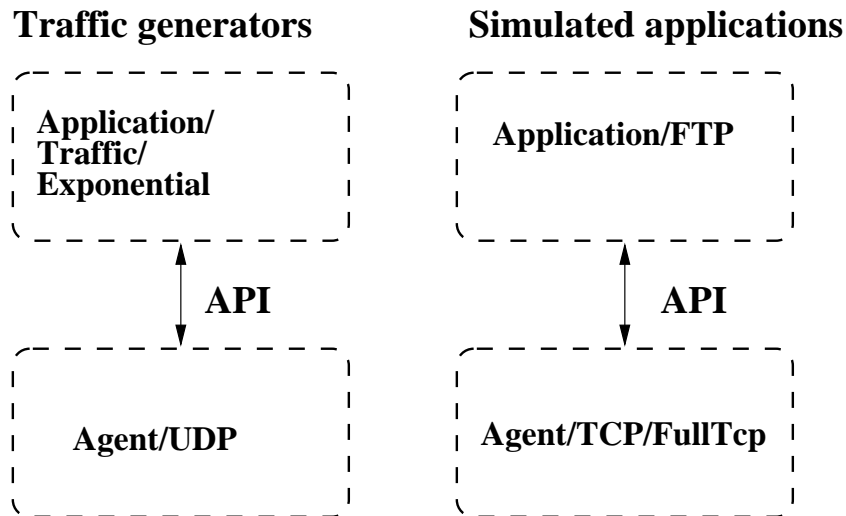 Traffic generators
Application/
Traffic/
Exponential
API
Agent/UDP
Simulated applications
Application/FTP
API
Agent/TCP/FullTcp